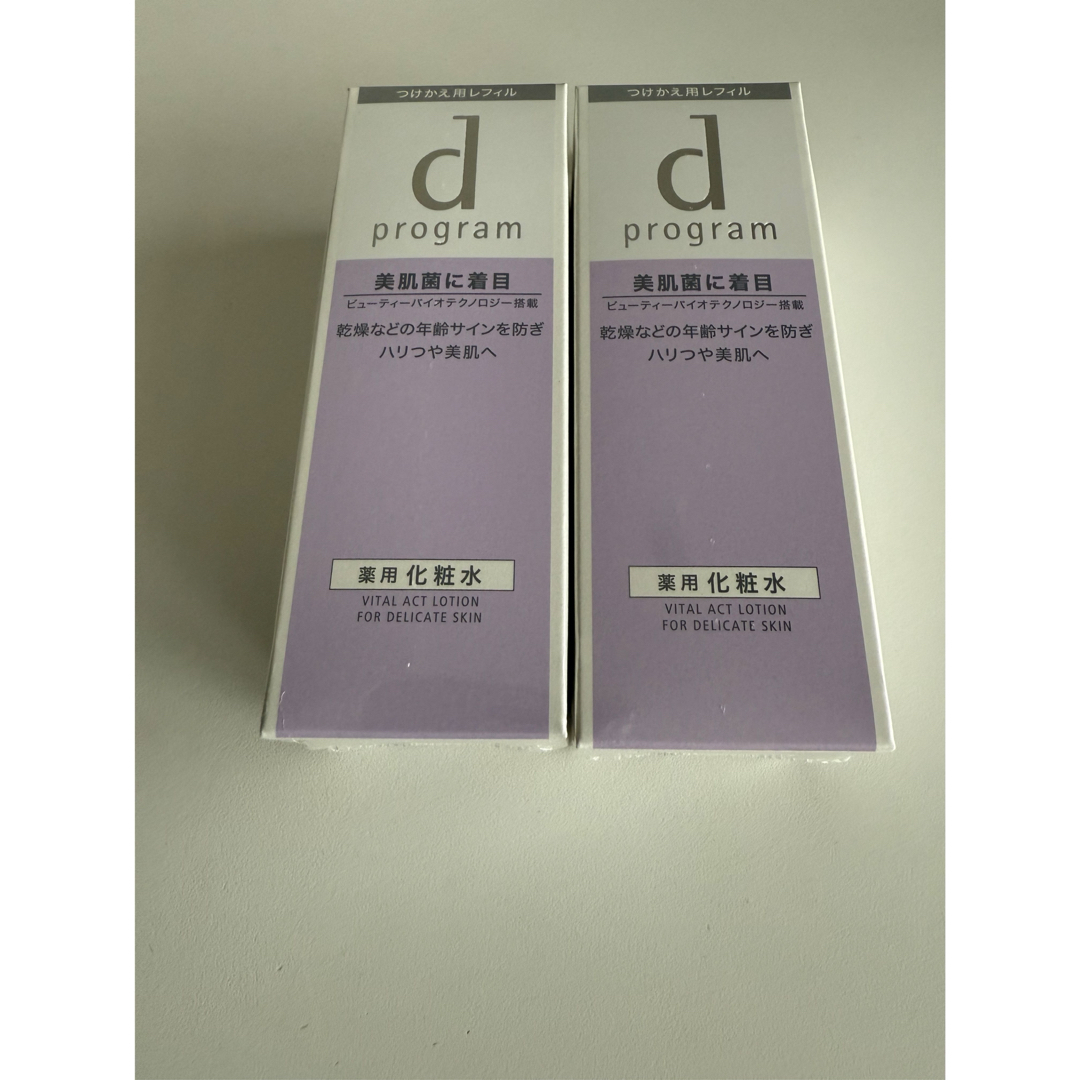 つけかえ用レフィル
d
program
美肌菌に着目
ビューティーバイオテクノロジー搭載
乾燥などの年齢サインを防ぎ
ハリつや美肌へ
薬用 化粧水
VITAL ACT LOTION
FOR DELICATE SKIN
つけかえ用レフィル
d
program
美肌菌に着目
ビューティーバイオテクノロジー搭載
乾燥などの年齢サインを防ぎ
ハリつや美肌へ
薬用 化粧水
VITAL ACT LOTION
FOR DELICATE SKIN